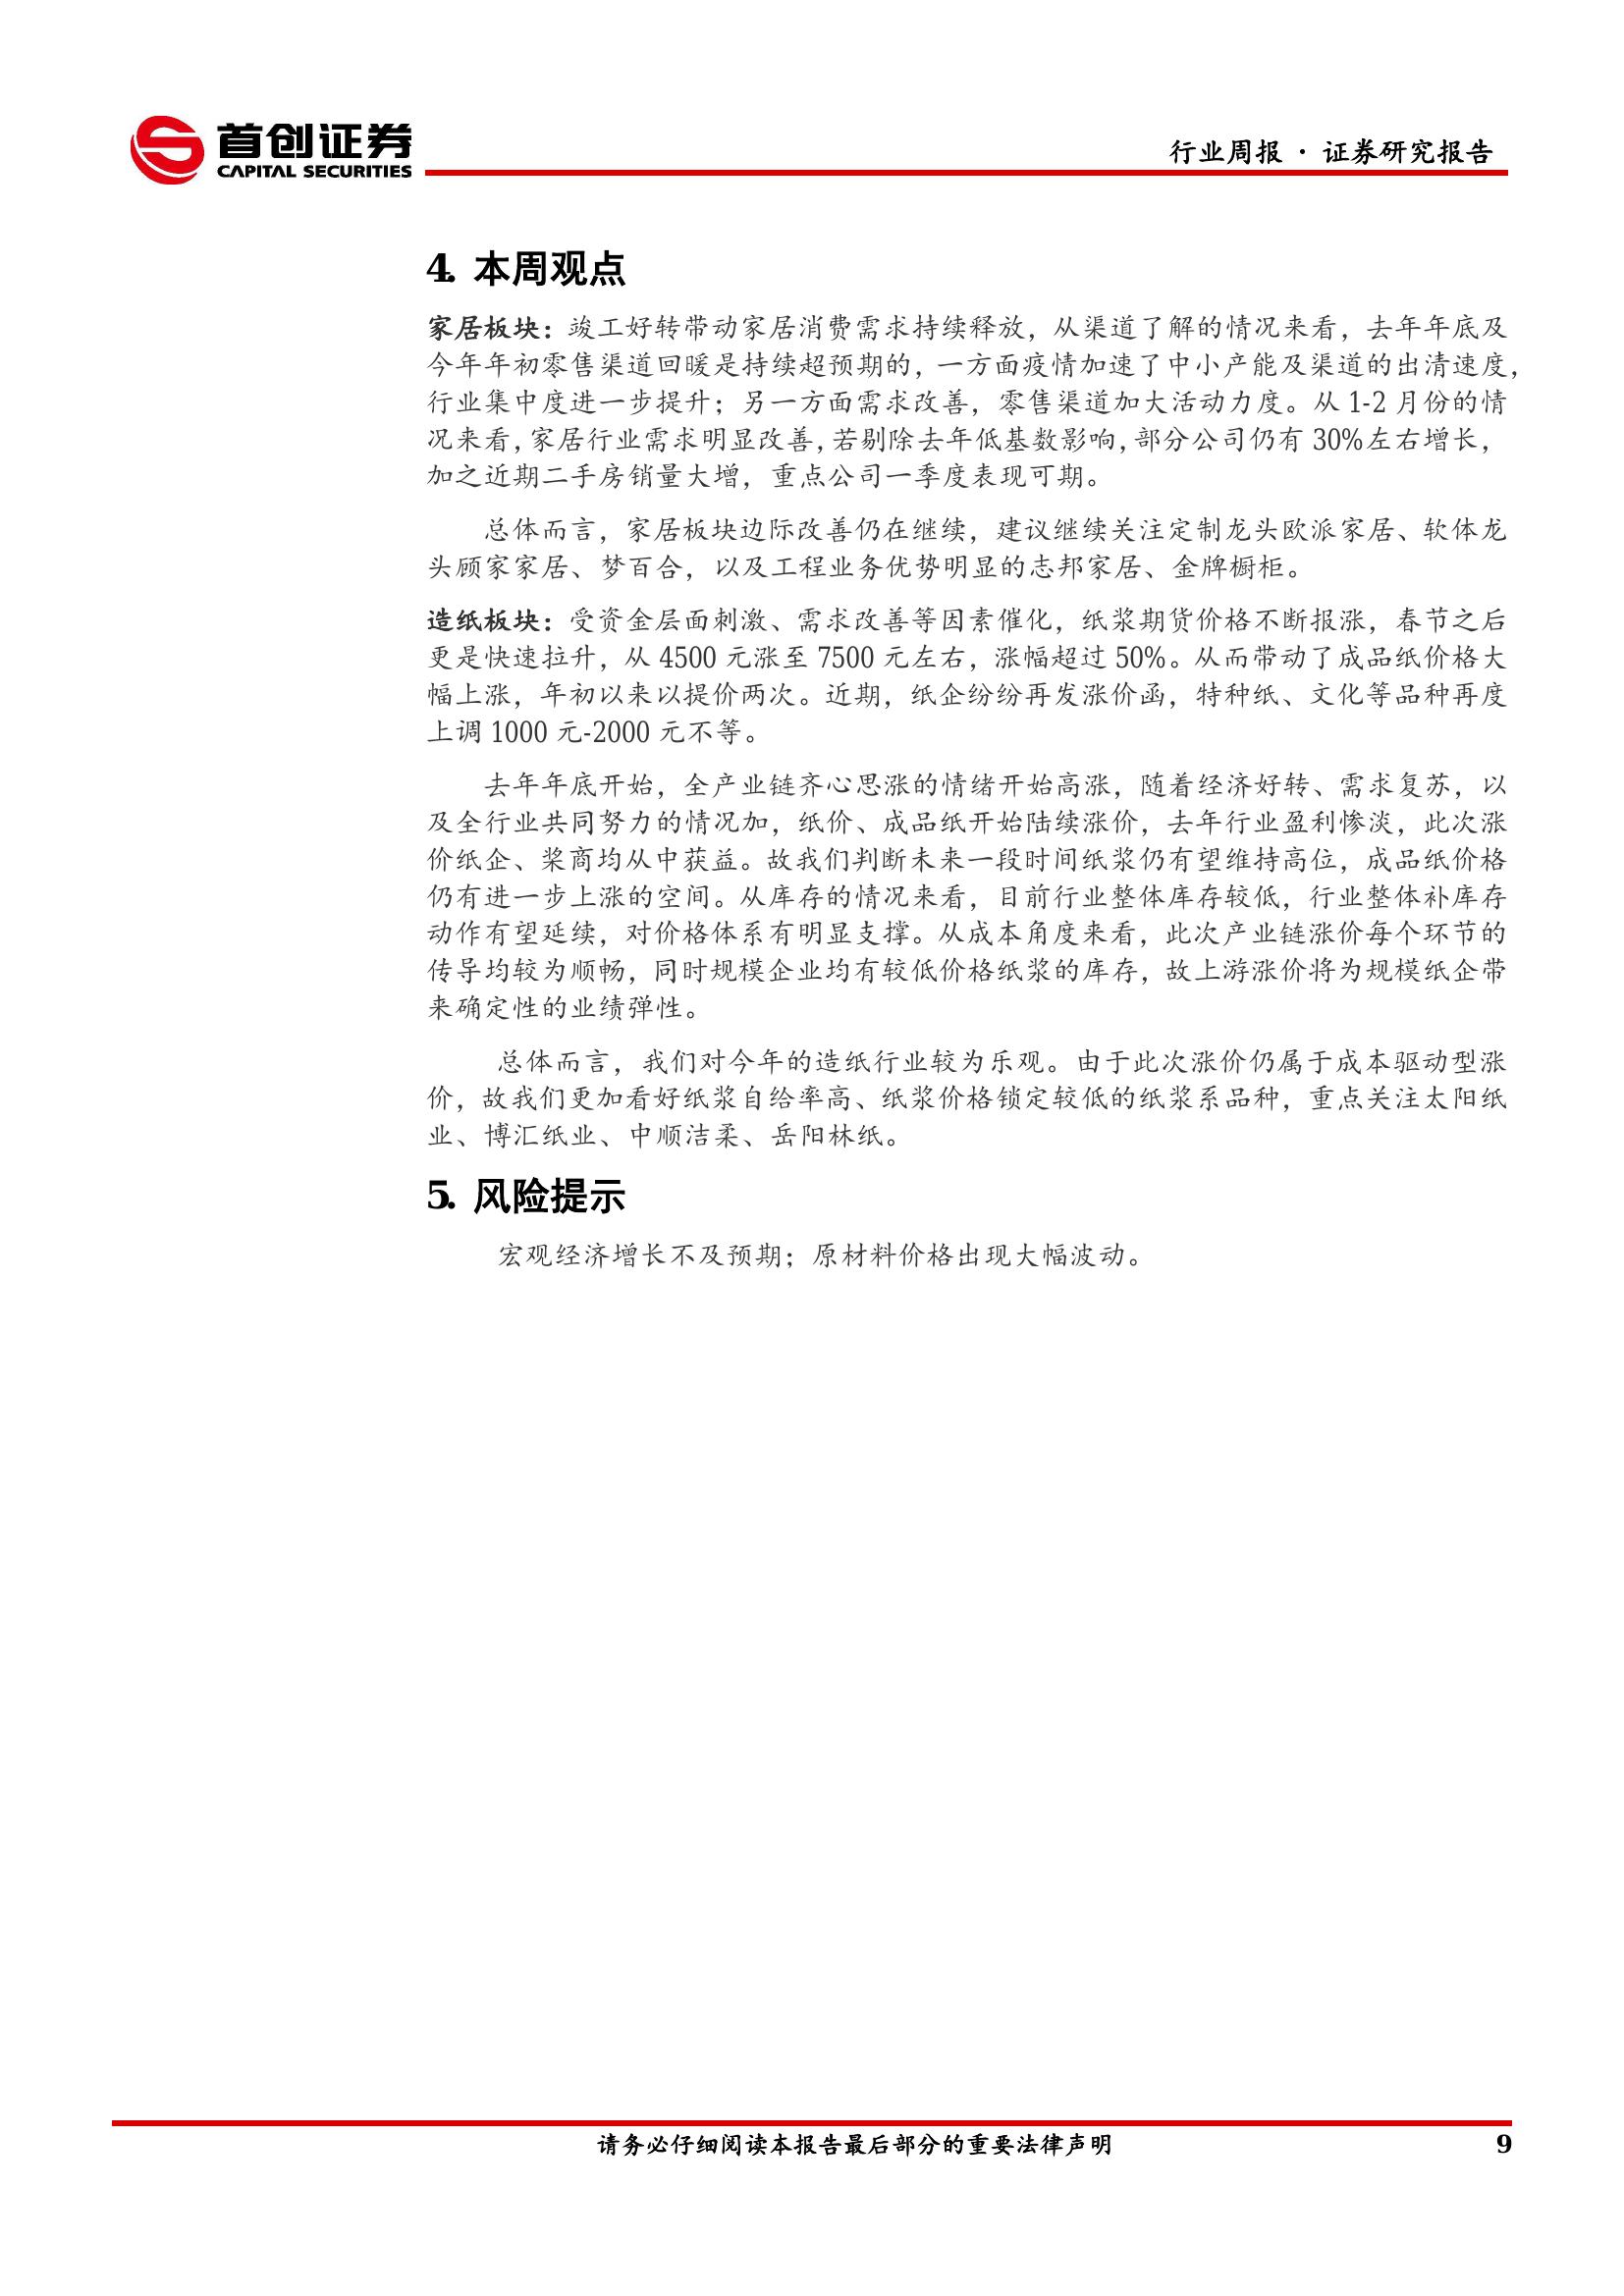 首创证券
CAPITAL SECURITIES
行业周报 · 证券研究报告
4. 本周观点
家居板块：竣工好转带动家居消费需求持续释放，从渠道了解的情况来看，去年年底及
今年年初零售渠道回暖是持续超预期的，一方面疫情加速了中小产能及渠道的出清速度，
行业集中度进一步提升；另一方面需求改善，零售渠道加大活动力度。从 1-2 月份的情
况来看，家居行业需求明显改善，若剔除去年低基数影响，部分公司仍有 30%左右增长，
加之近期二手房销量大增，重点公司一季度表现可期。
总体而言，家居板块边际改善仍在继续，建议继续关注定制龙头欧派家居、软体龙
头顾家家居、梦百合，以及工程业务优势明显的志邦家居、金牌橱柜。
造纸板块：受资金层面刺激、需求改善等因素催化，纸浆期货价格不断报涨，春节之后
更是快速拉升，从 4500 元涨至 7500 元左右，涨幅超过 50%。从而带动了成品纸价格大
幅上涨，年初以来以提价两次。近期，纸企纷纷再发涨价函，特种纸、文化等品种再度
上调 1000 元-2000 元不等。
去年年底开始，全产业链齐心思涨的情绪开始高涨，随着经济好转、需求复苏，以
及全行业共同努力的情况加，纸价、成品纸开始陆续涨价，去年行业盈利惨淡，此次涨
价纸企、桨商均从中获益。故我们判断未来一段时间纸浆仍有望维持高位，成品纸价格
仍有进一步上涨的空间。从库存的情况来看，目前行业整体库存较低，行业整体补库存
动作有望延续，对价格体系有明显支撑。从成本角度来看，此次产业链涨价每个环节的
传导均较为顺畅，同时规模企业均有较低价格纸浆的库存，故上游涨价将为规模纸企带
来确定性的业绩弹性。
总体而言，我们对今年的造纸行业较为乐观。由于此次涨价仍属于成本驱动型涨
价，故我们更加看好纸浆自给率高、纸浆价格锁定较低的纸浆系品种，重点关注太阳纸
业、博汇纸业、中顺洁柔、岳阳林纸。
5. 风险提示
宏观经济增长不及预期；原材料价格出现大幅波动。
请务必仔细阅读本报告最后部分的重要法律声明
9